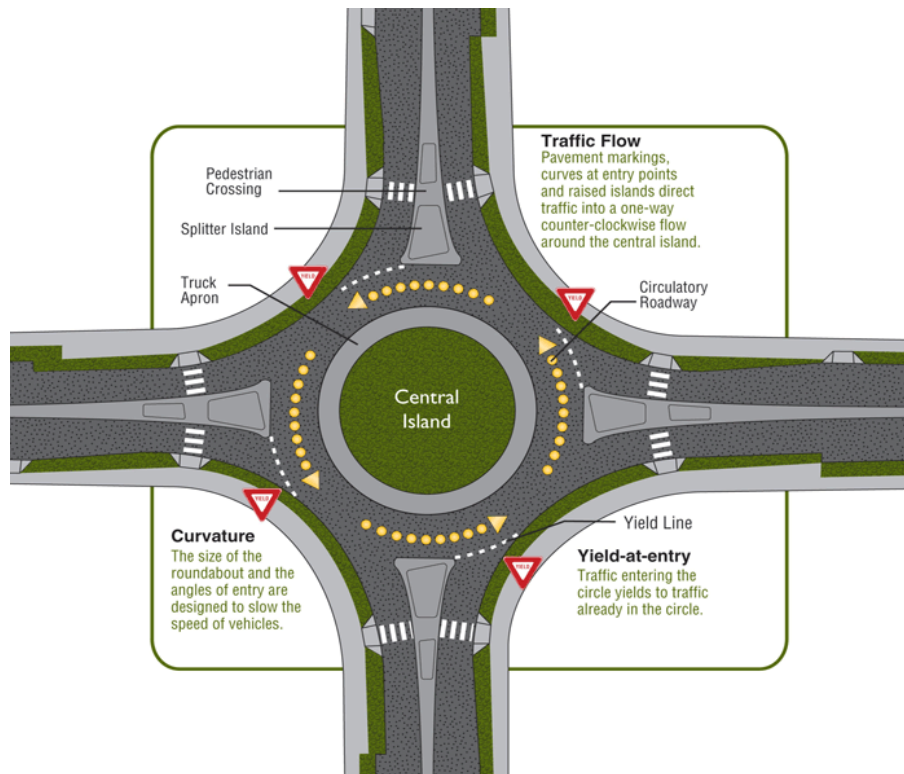 Traffic Flow
Pavement markings,
curves at entry points
and raised islands direct
traffic into a one-way
counter-clockwise flow
around the central island.
Pedestrian
Crossing
Splitter Island
Truck
Apron
YIELD
YIELD
Circulatory
Roadway
Central
Island
YIELD
Curvature
The size of the
roundabout and the
angles of entry are
designed to slow the
speed of vehicles.
Yield Line
YIELD
Yield-at-entry
Traffic entering the
circle yields to traffic
already in the circle.